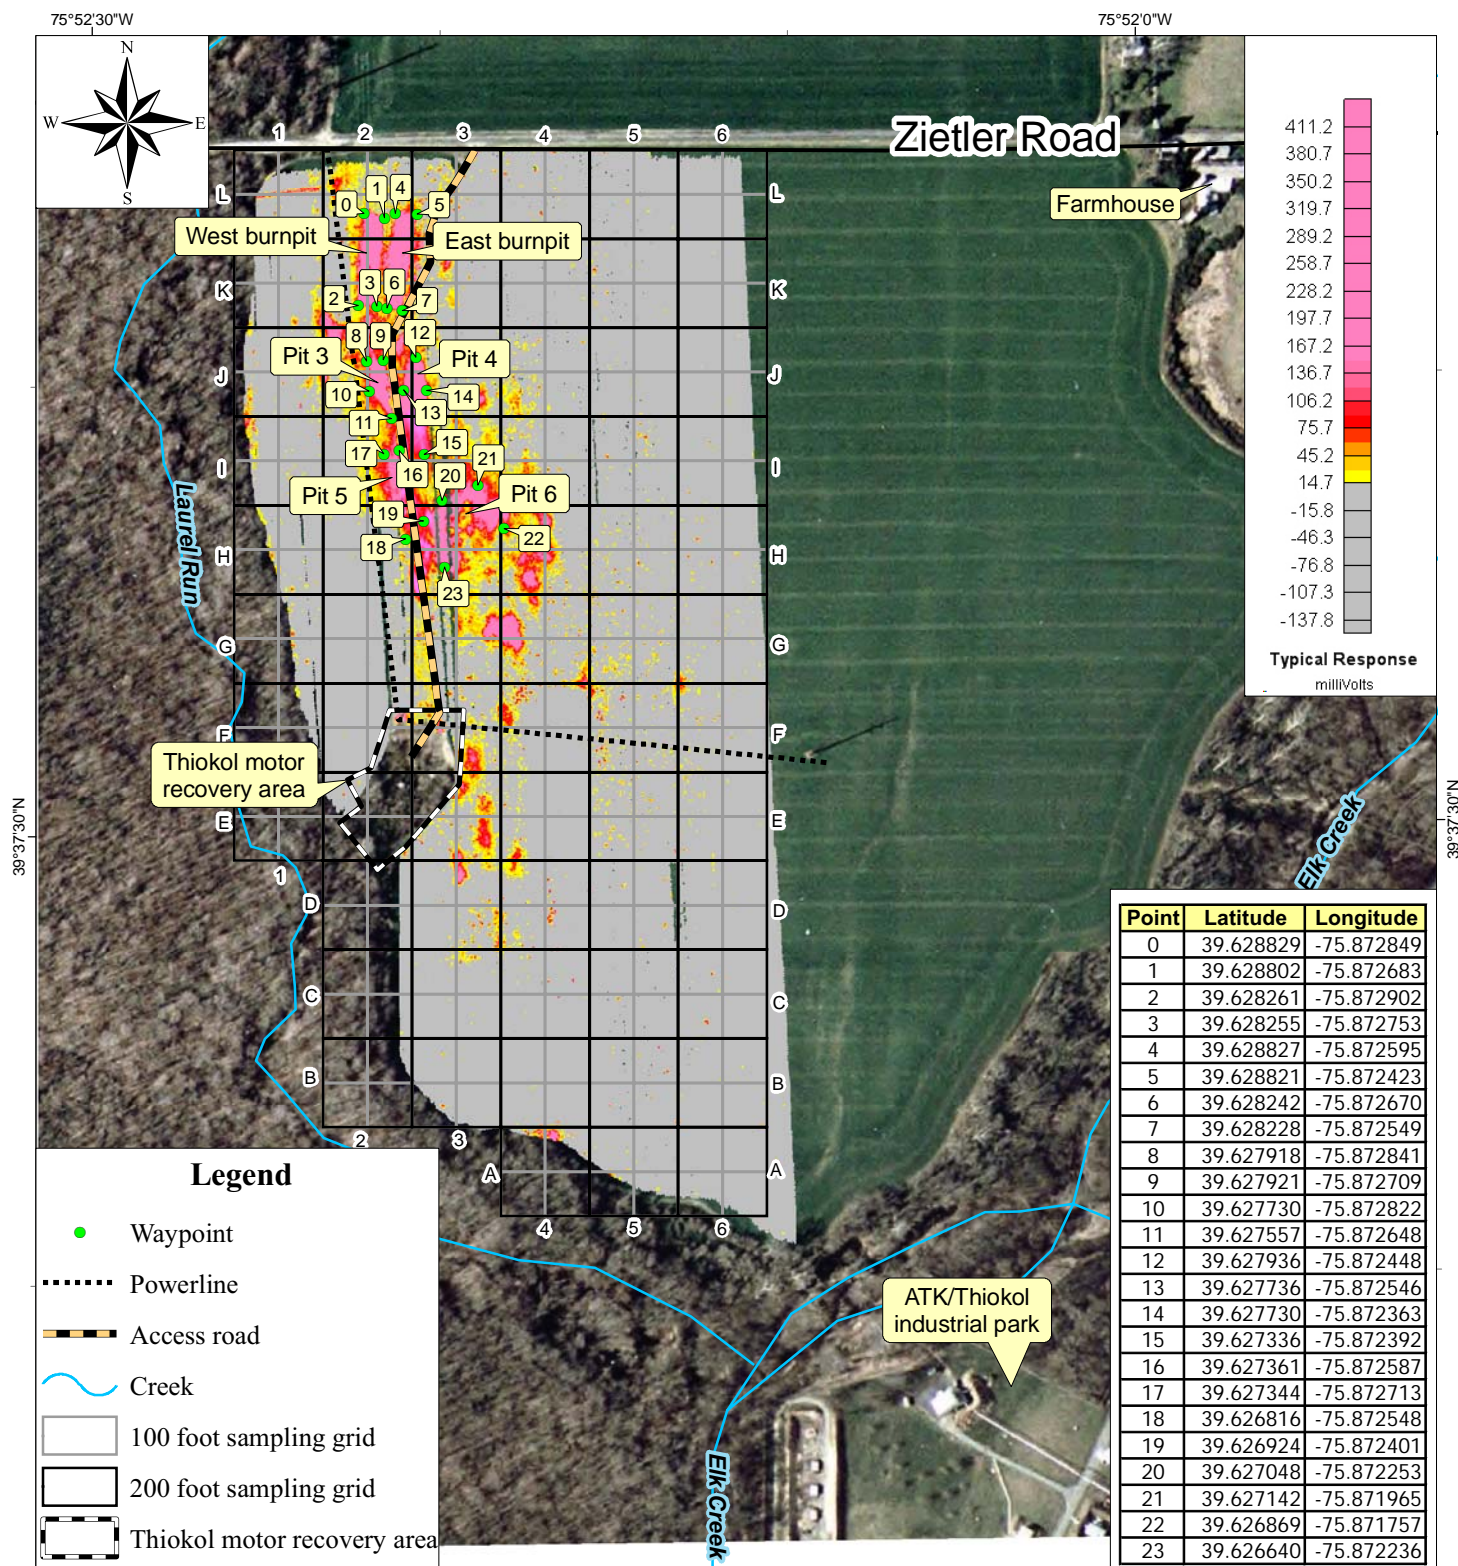 75°52'30"W
75°52'0"W
N
W E
S
1 2 3 4 5 6
Zietler Road
Farmhouse
L L
0 1 4 5
West burnpit
East burnpit
K K
2 3 6 7
8 9 12
Pit 3
Pit 4
J J
10 13 14
11
15
17 16 21
I I
20
Pit 5
Pit 6
19
22
18
H H
23
G G
F F
Thiokol motor
recovery area
E E
1
D D
C C
B B
2 3
A A
4 5 6
Laurel Run
Elk Creek
Elk Creek
39°37'30"N
39°37'30"N
411.2
380.7
350.2
319.7
289.2
258.7
228.2
197.7
167.2
136.7
106.2
75.7
45.2
14.7
-15.8
-46.3
-76.8
-107.3
-137.8
Typical Response
milliVolts
ATK/Thiokol
industrial park
Legend
Waypoint
Powerline
Access road
Creek
100 foot sampling grid
200 foot sampling grid
Thiokol motor recovery area
Point Latitude Longitude
0 39.628829 -75.872849
1 39.628802 -75.872683
2 39.628261 -75.872902
3 39.628255 -75.872753
4 39.628827 -75.872595
5 39.628821 -75.872423
6 39.628242 -75.872670
7 39.628228 -75.872549
8 39.627918 -75.872841
9 39.627921 -75.872709
10 39.627730 -75.872822
11 39.627557 -75.872648
12 39.627936 -75.872448
13 39.627736 -75.872546
14 39.627730 -75.872363
15 39.627336 -75.872392
16 39.627361 -75.872587
17 39.627344 -75.872713
18 39.626816 -75.872548
19 39.626924 -75.872401
20 39.627048 -75.872253
21 39.627142 -75.871965
22 39.626869 -75.871757
23 39.626640 -75.872236